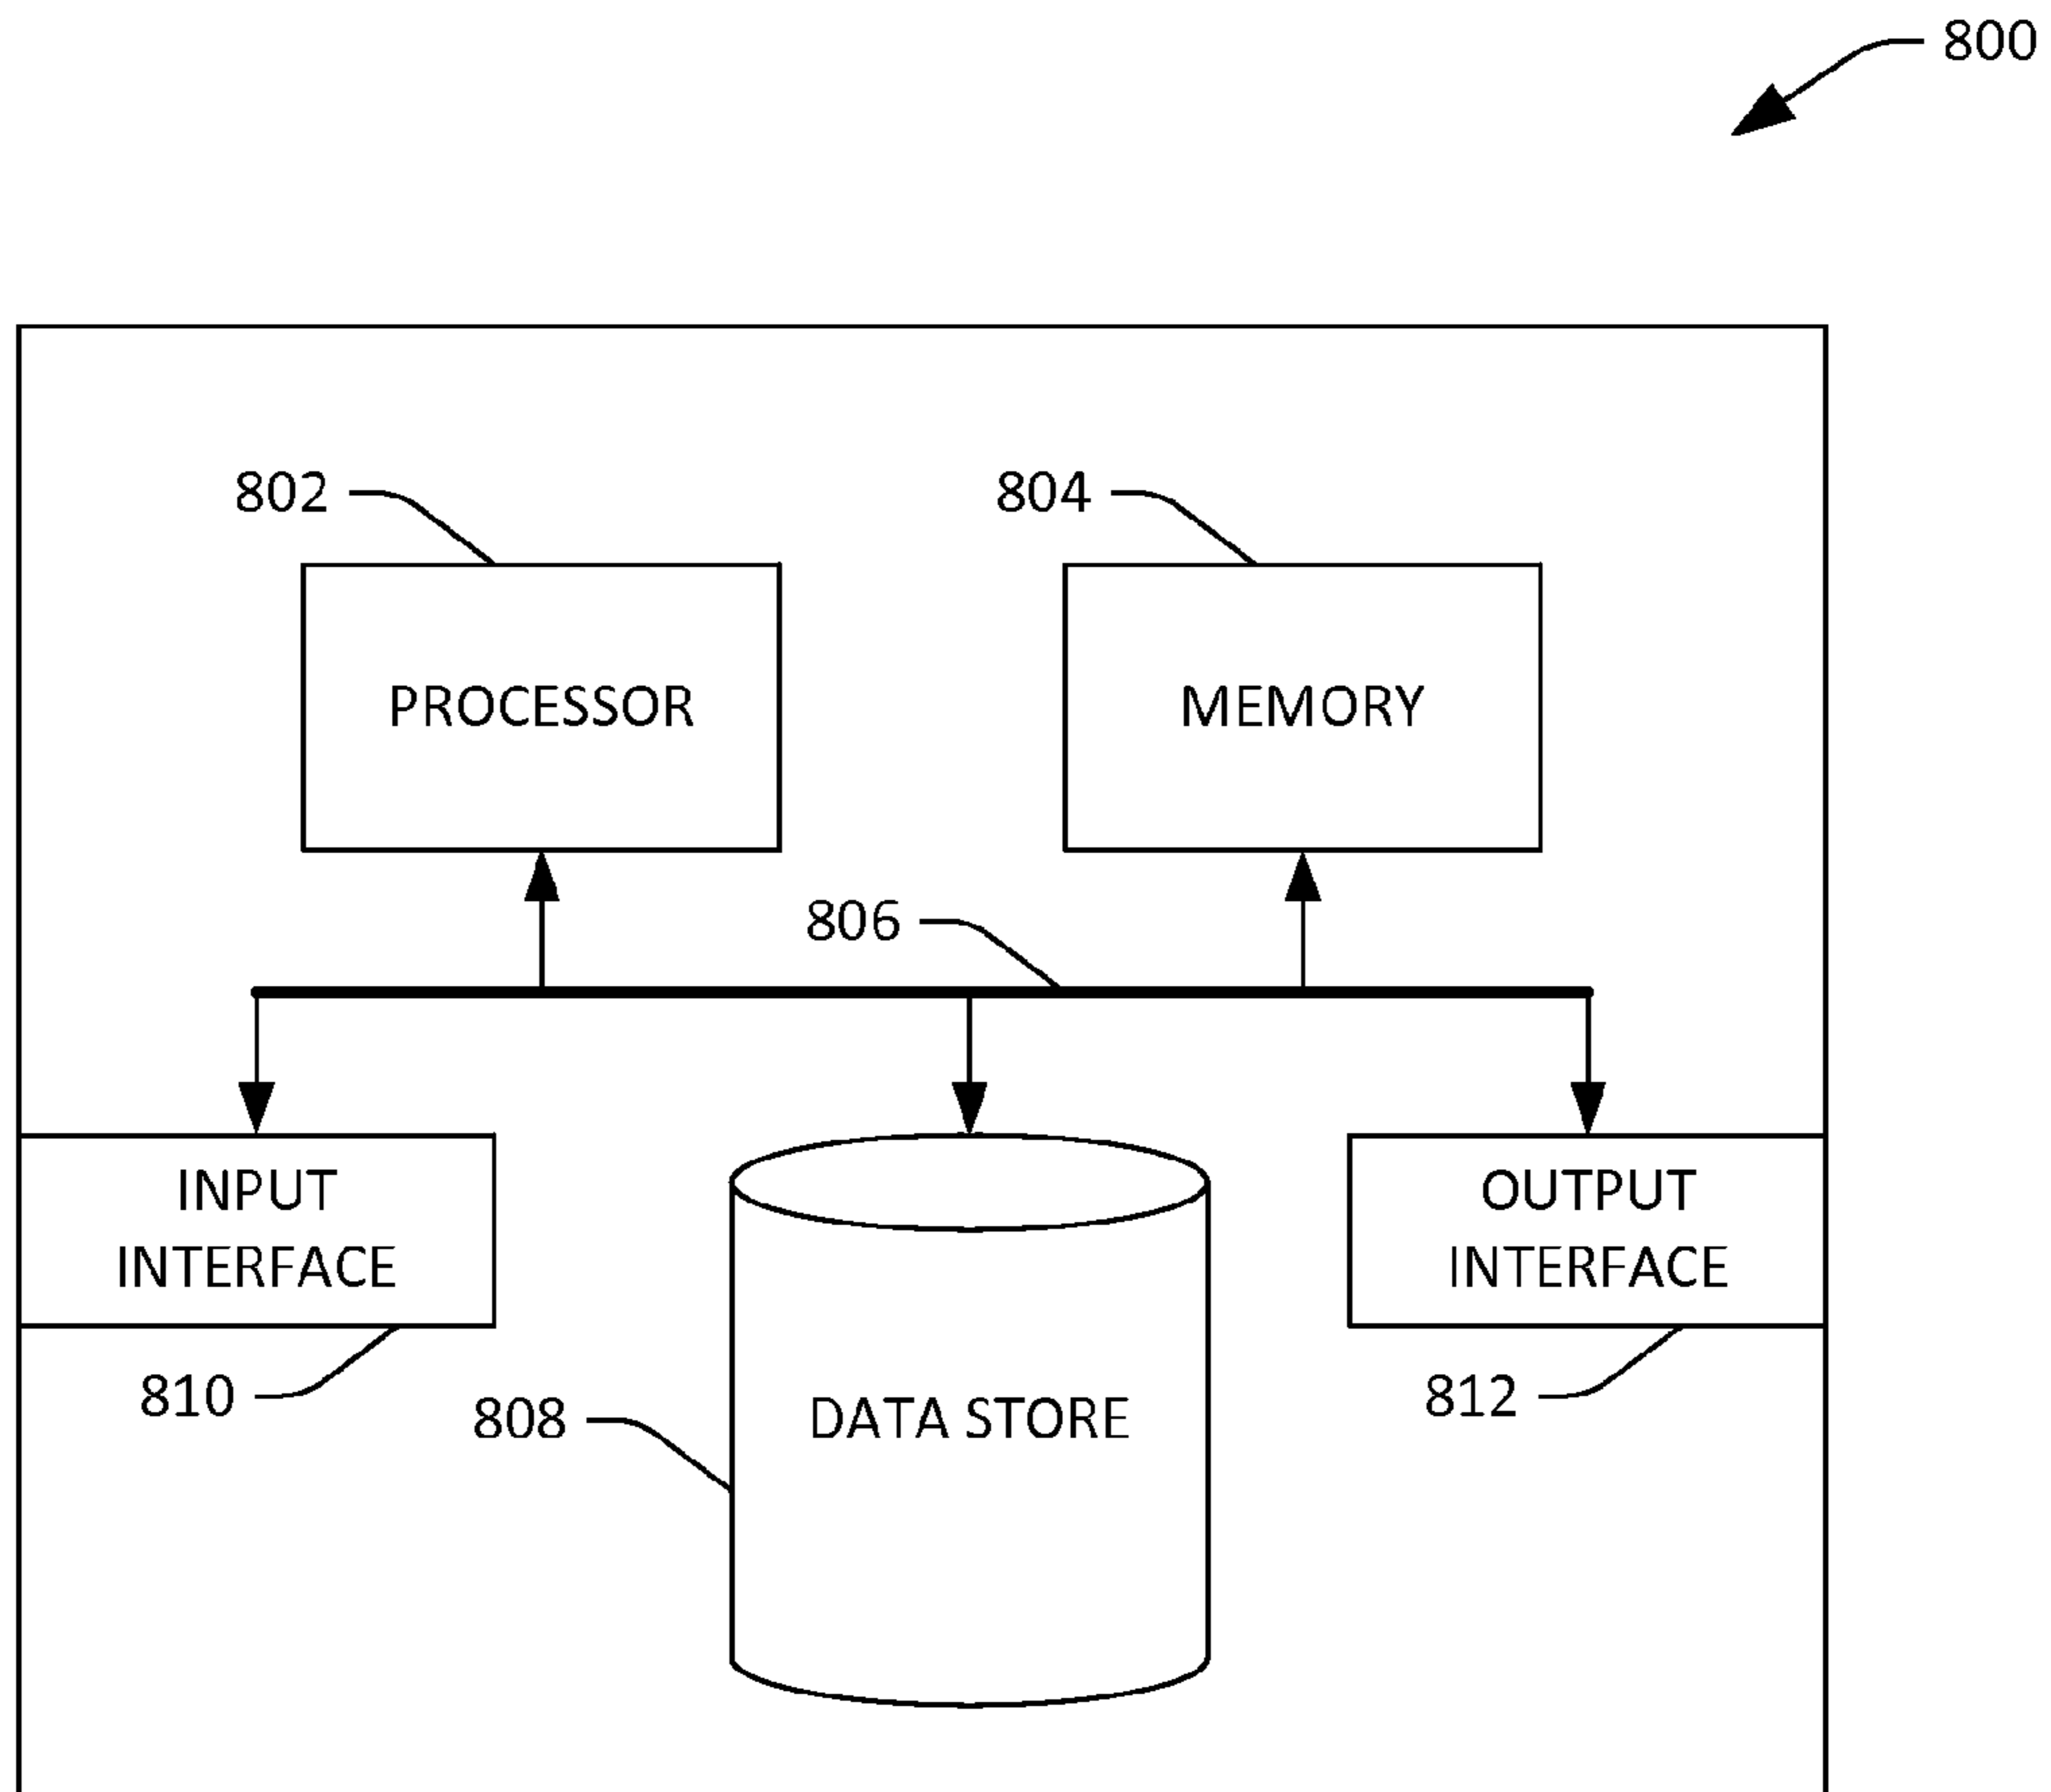 800
802
804
PROCESSOR
MEMORY
806
INPUT
INTERFACE
OUTPUT
INTERFACE
810
808
DATA STORE
812